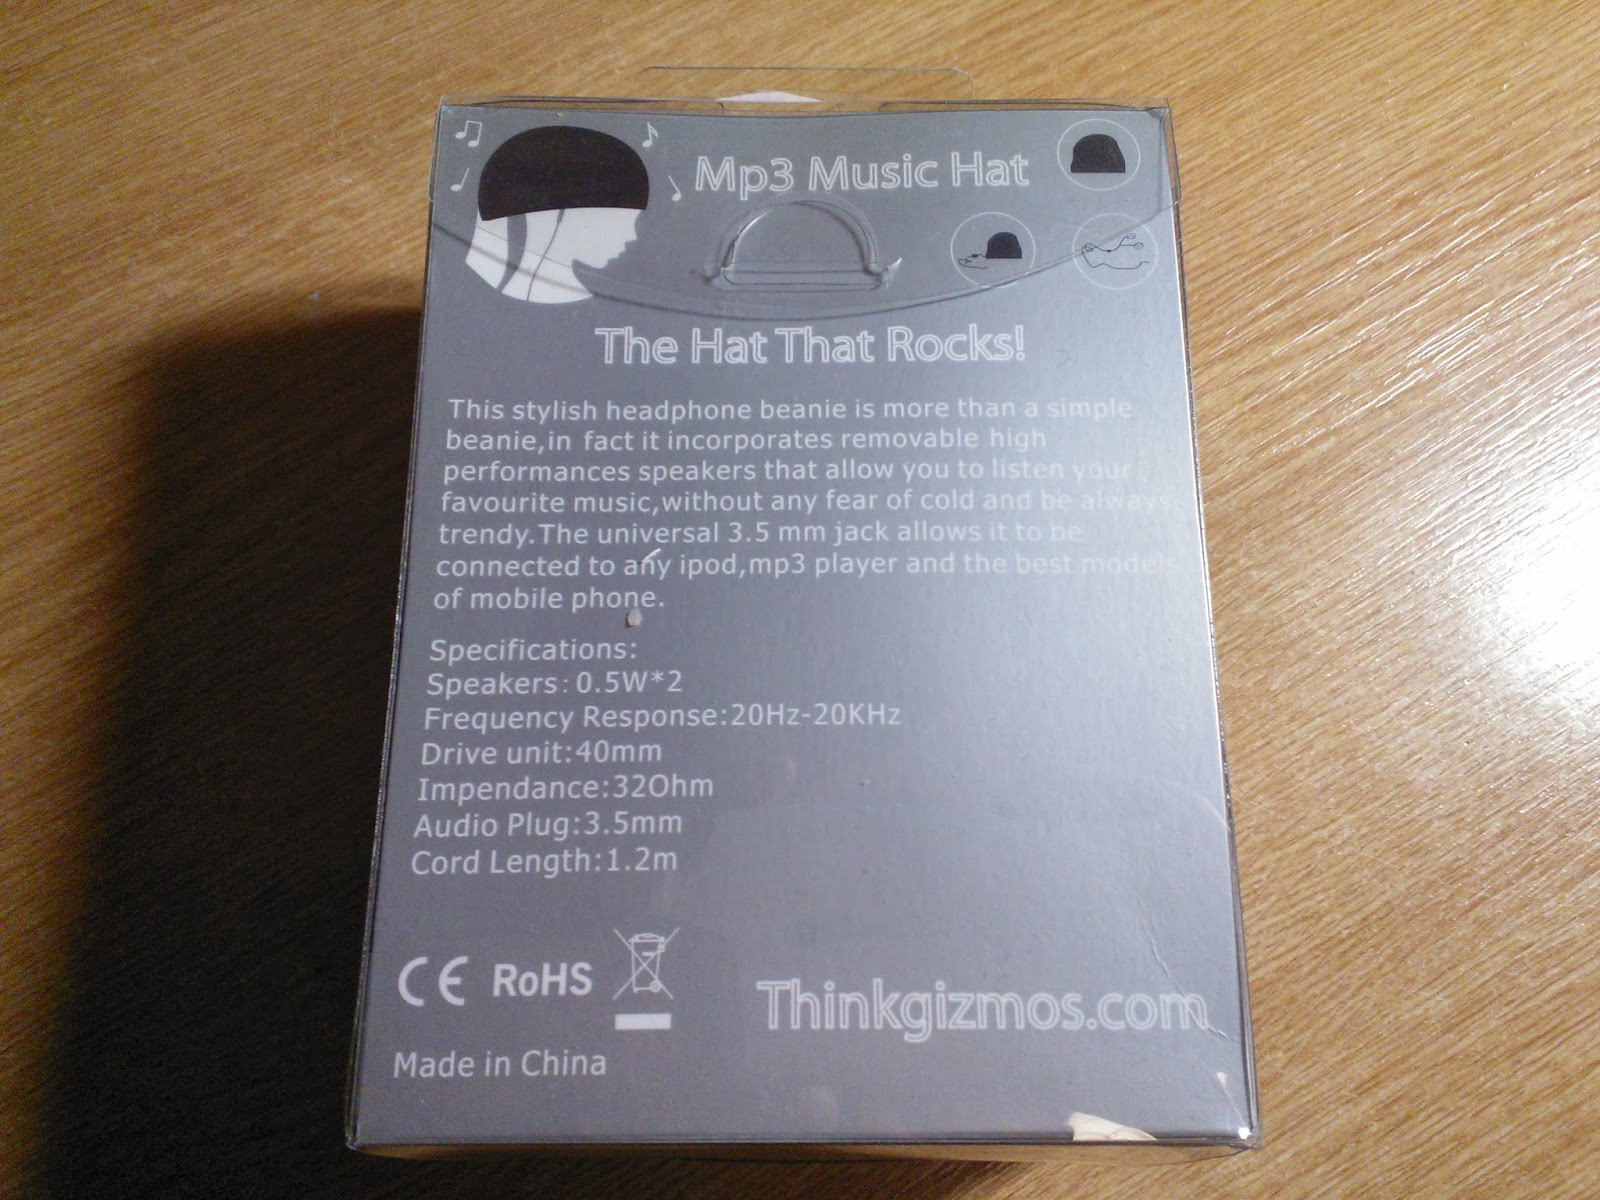 Mp3 Music Hat
The Hat That Rocks!
This stylish headphone beanie is more than a simple
beanie,in fact it incorporates removable high
performances speakers that allow you to listen your
favourite music,without any fear of cold and be always
trendy.The universal 3.5 mm jack allows it to be
connected to any ipod,mp3 player and the best models
of mobile phone.
Specifications:
Speakers:0.5W*2
Frequency Response:20Hz-20KHz
Drive unit:40mm
Impendance:32Ohm
Audio Plug:3.5mm
Cord Length:1.2m
CE RoHS
Thinkgizmos.com
Made in China